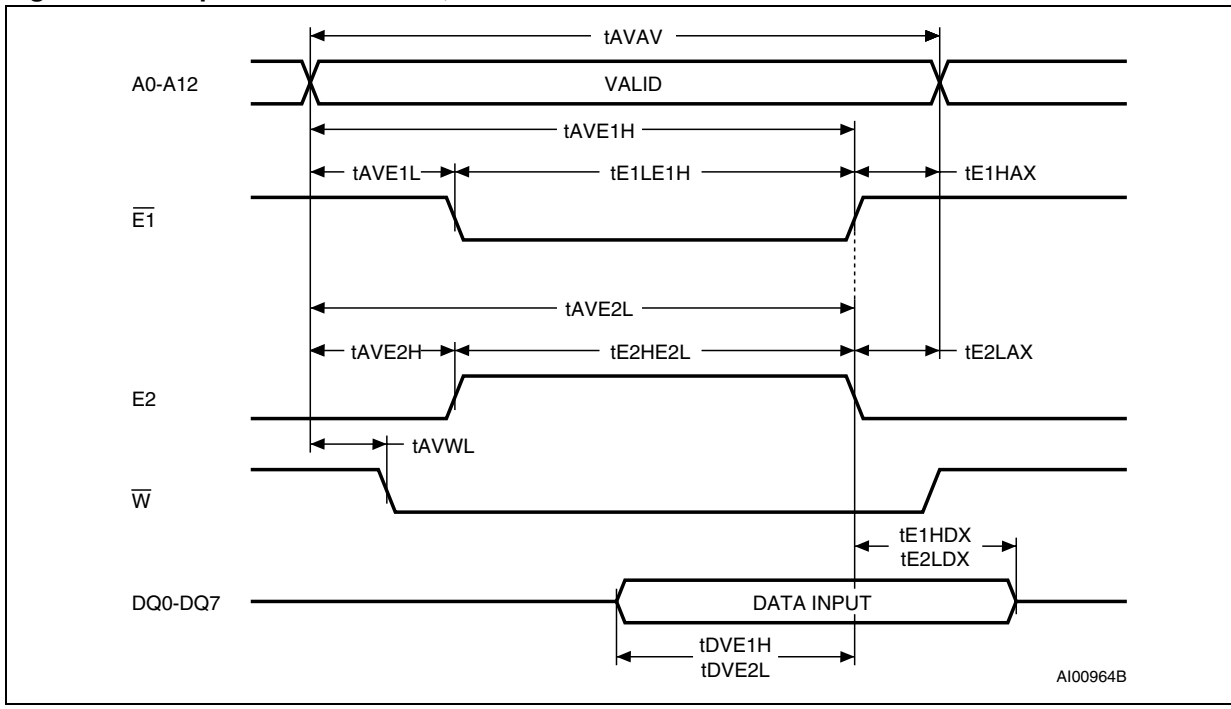 tAVAV
A0-A12
VALID
tAVE1H
tAVE1L
tE1LE1H
tE1HAX
E1
tAVE2L
tAVE2H
tE2HE2L
tE2LAX
E2
tAVWL
W
tE1HDX
tE2LDX
DQ0-DQ7
DATA INPUT
tDVE1H
tDVE2L
AI00964B